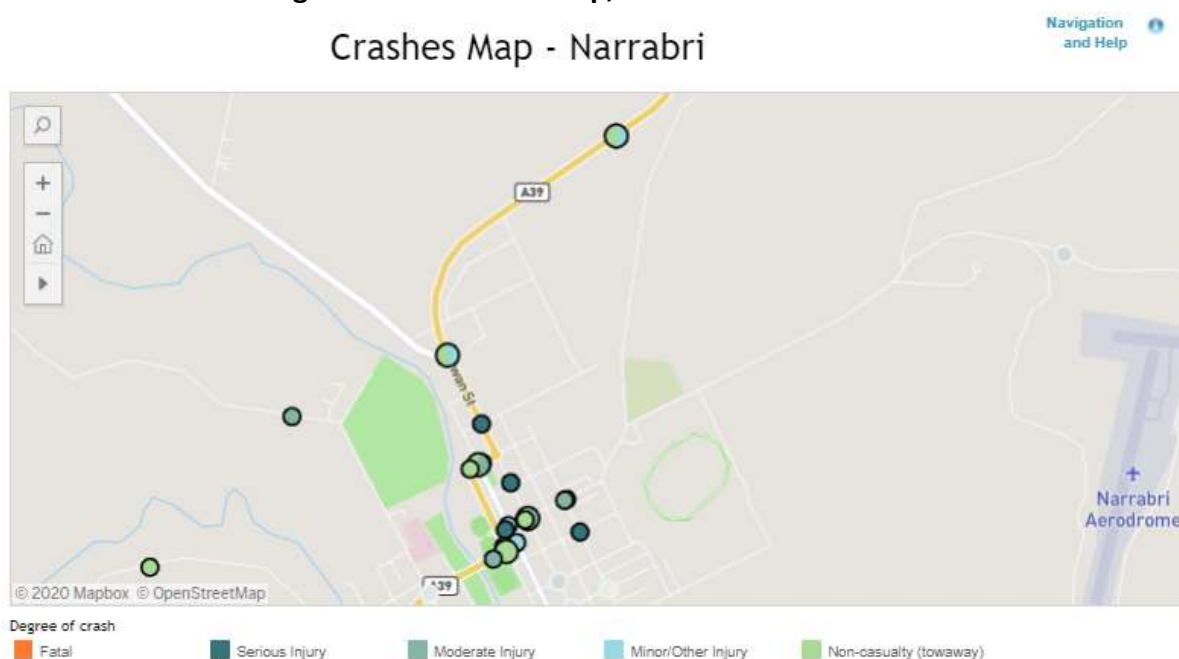 Crashes Map - Narrabri
Navigation
and Help
A39
wan St
Narrabri
Aerodrome
39
© 2020 Mapbox © OpenStreetMap
Degree of crash
Fatal
Serious Injury
Moderate Injury
Minor/Other Injury
Non-casualty (towaway)